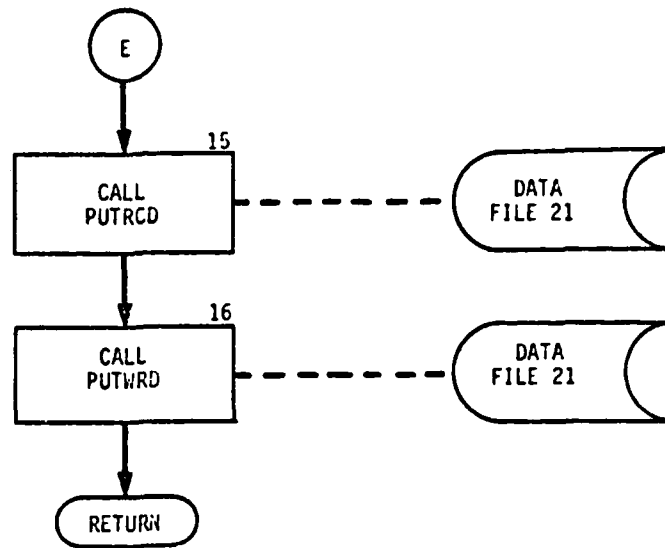 E
15
CALL
PUTRCD
DATA
FILE 21
16
CALL
PUTWRD
DATA
FILE 21
RETURN